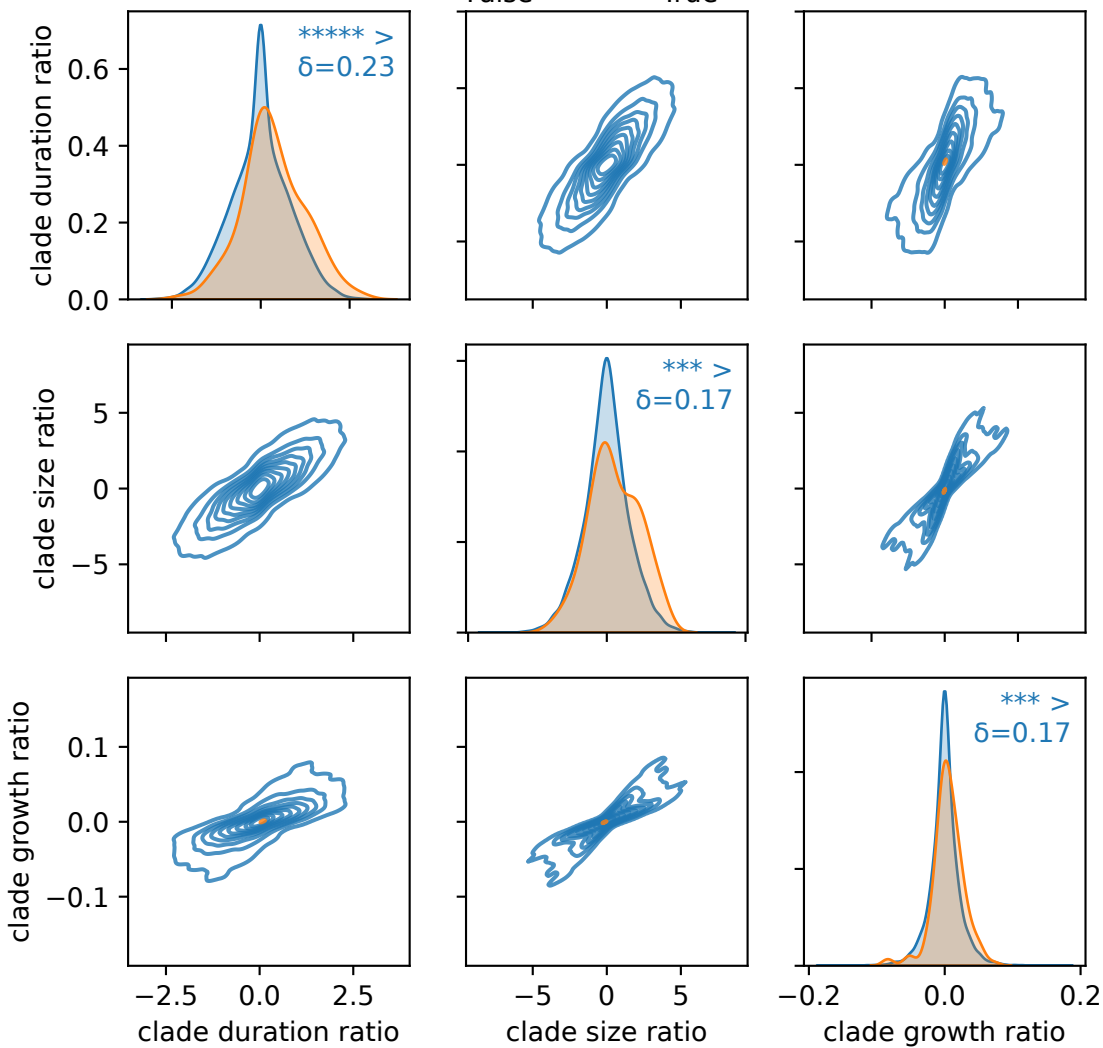 clade duration ratio
0.6
0.4
0.2
0.0
***** >
δ=0.23
clade size ratio
5
0
−5
*** >
δ=0.17
clade growth ratio
0.1
0.0
−0.1
*** >
δ=0.17
−2.5 0.0 2.5
−5 0 5
−0.2 0.0 0.2
clade duration ratio
clade size ratio
clade growth ratio